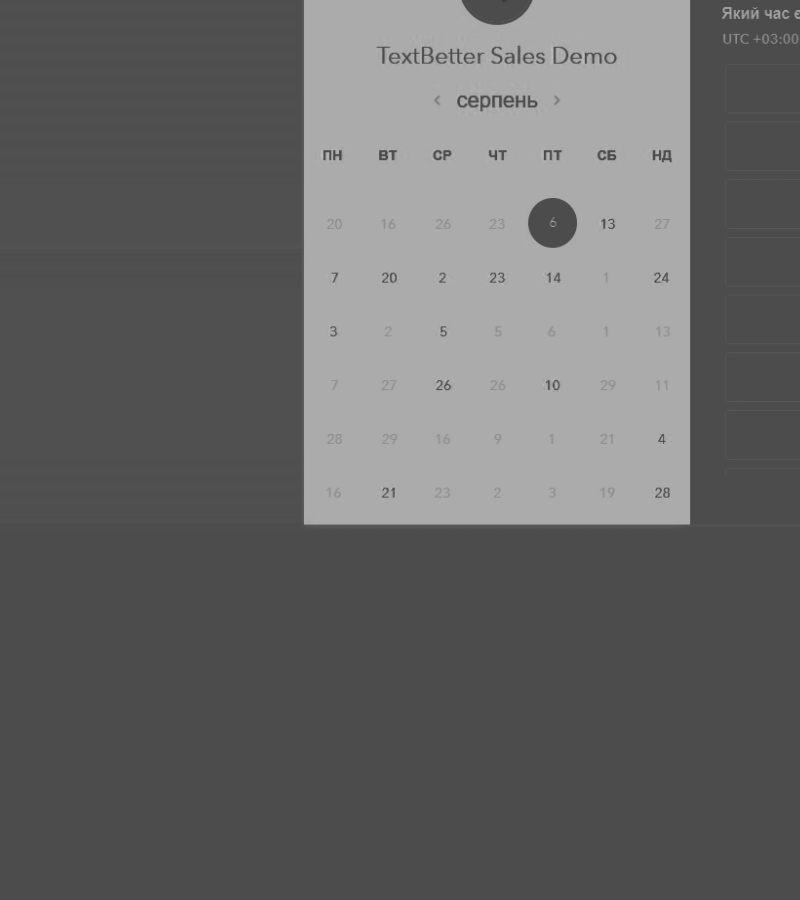 TextBetter Sales Demo
‹ серпень ›
ПН ВТ СР ЧТ ПТ СБ НД
20 16 26 23 6 13 27
7 20 2 23 14 1 24
3 2 5 5 6 1 13
7 27 26 26 10 29 11
28 29 16 9 1 21 4
16 21 23 2 3 19 28
Який час є
UTC +03:00